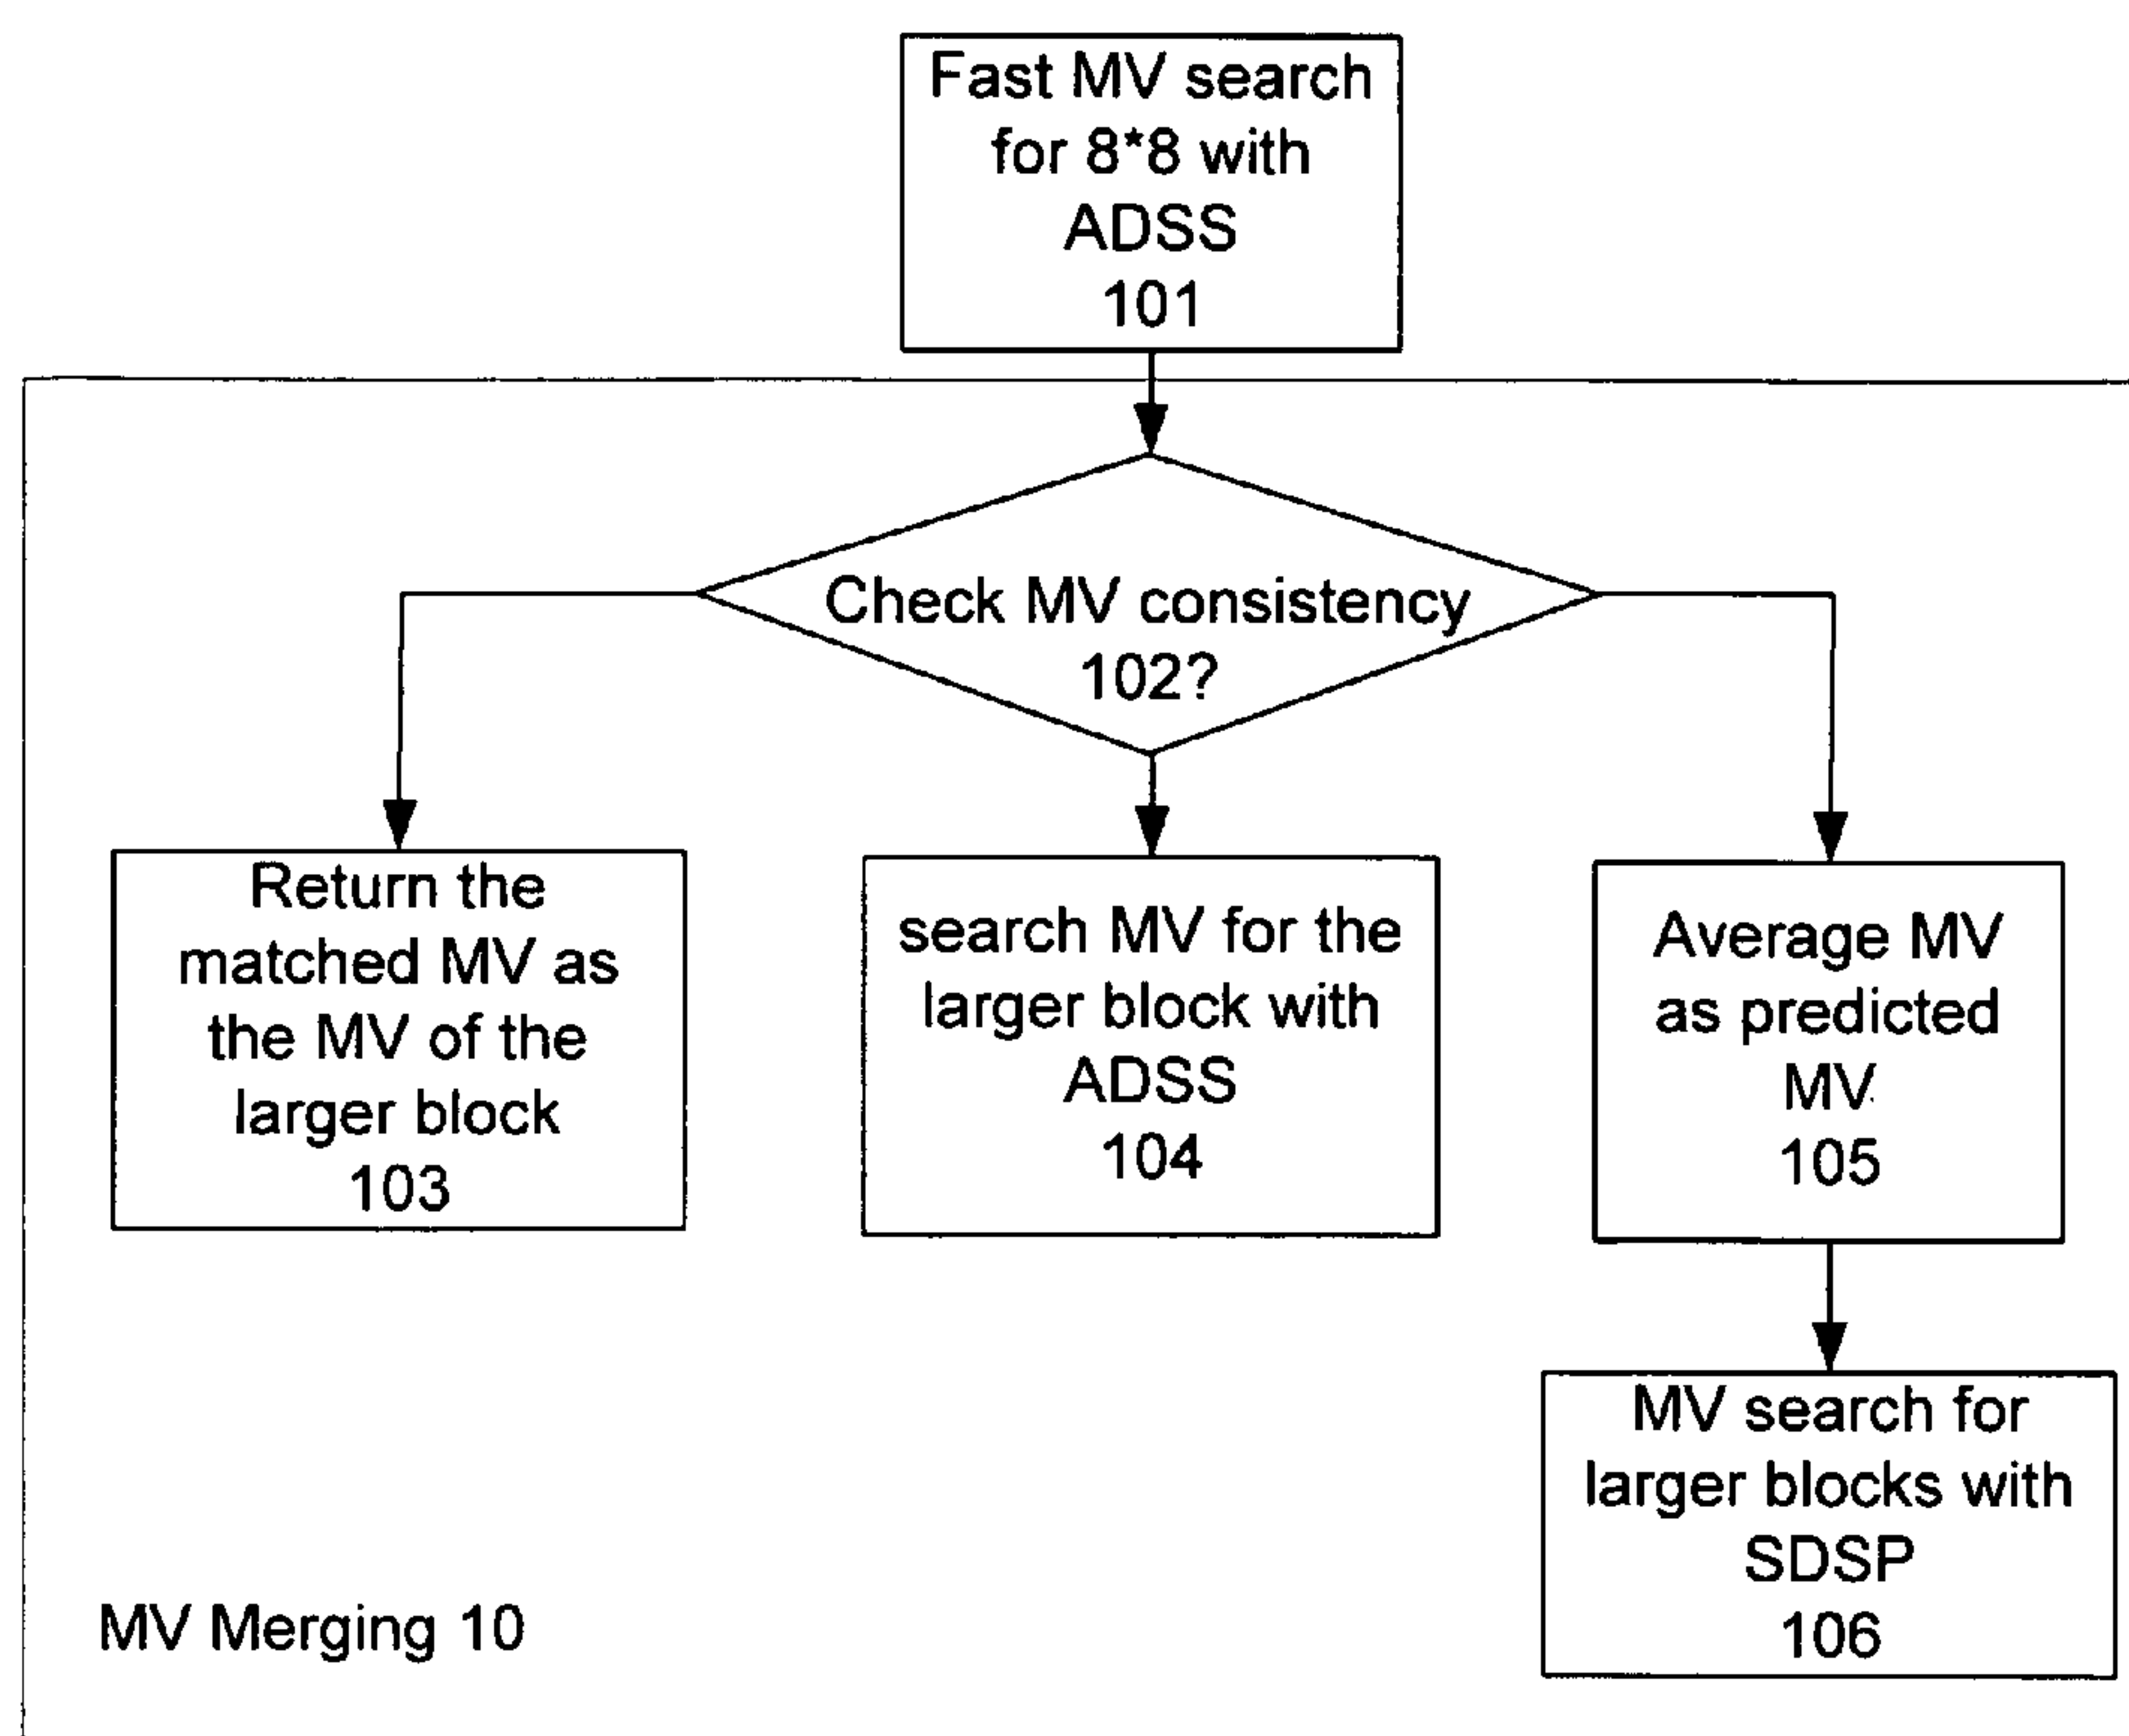 Fast MV search
for 8*8 with
ADSS
101
Check MV consistency
102?
Return the
matched MV as
the MV of the
larger block
103
search MV for the
larger block with
ADSS
104
Average MV
as predicted
MV
105
MV search for
larger blocks with
SDSP
106
MV Merging 10